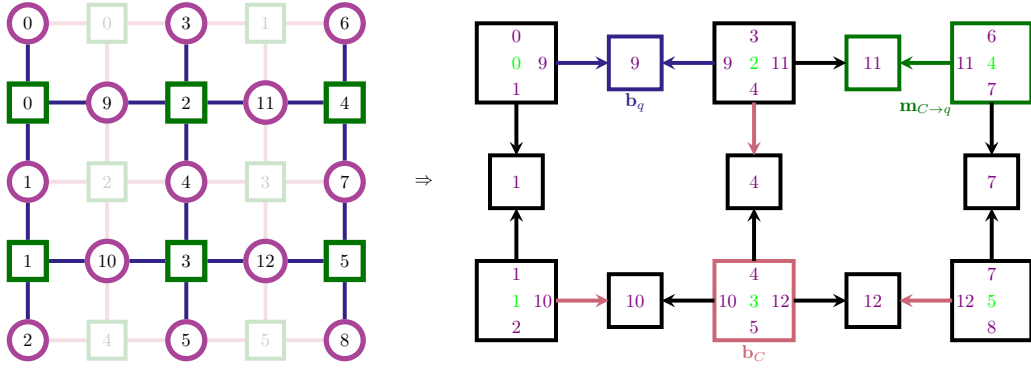 0 0 3 1 6
0 9 2 11 4
1 2 4 3 7
1 10 3 12 5
2 4 5 5 8
⇒
0 3 6
0 9 9 9 2 11 11 11 4
1 4 7
b_q m_{C→q}
1 4 7
1 4 7
1 10 10 10 3 12 12 12 5
2 5 8
b_C